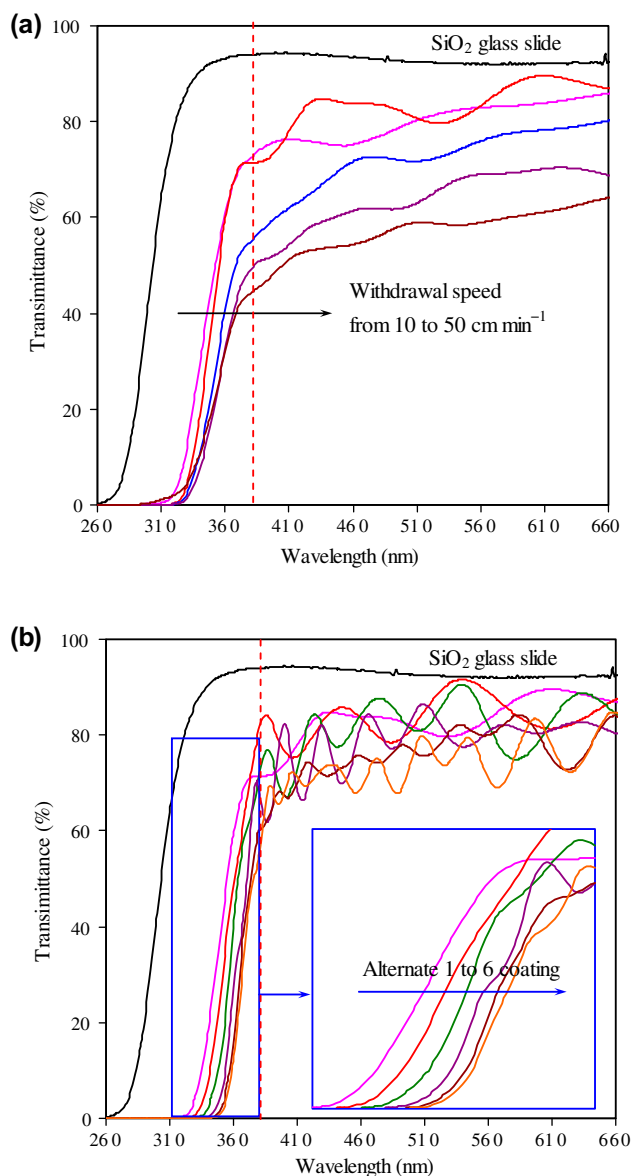 (a)
100
80
60
40
20
0
Transimittance (%)
SiO₂ glass slide
Withdrawal speed
from 10 to 50 cm min⁻¹
260 310 360 410 460 510 560 610 660
Wavelength (nm)
(b)
100
80
60
40
20
0
Transimittance (%)
SiO₂ glass slide
Alternate 1 to 6 coating
260 310 360 410 460 510 560 610 660
Wavelength (nm)